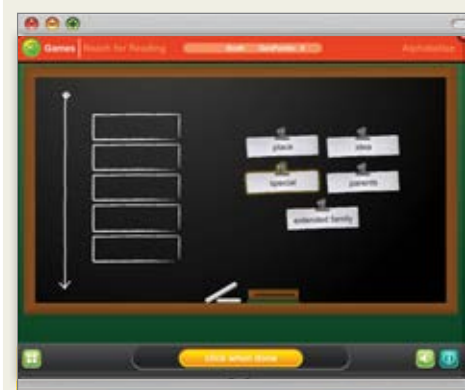 Games Reach for Reading Alphabetize
place idea
special parents
extended family
click when done